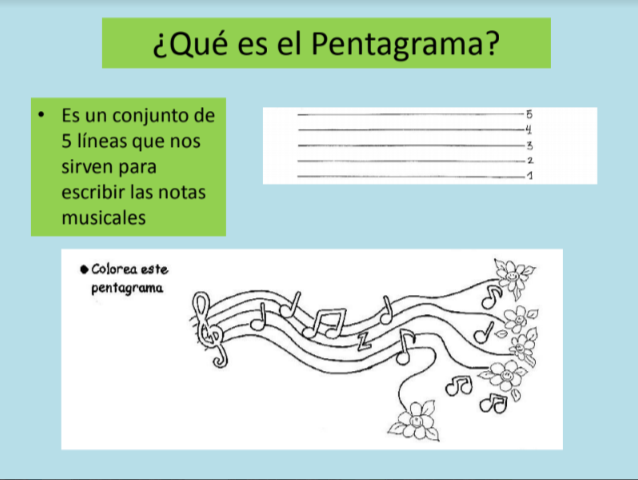 ¿Qué es el Pentagrama?
• Es un conjunto de
5 líneas que nos
sirven para
escribir las notas
musicales
5
4
3
2
1
● Colorea este
pentagrama